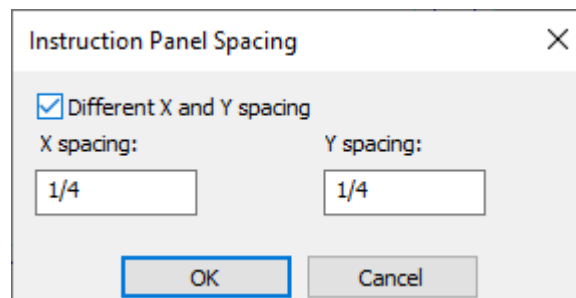 Instruction Panel Spacing
Different X and Y spacing
X spacing: Y spacing:
1/4 1/4
OK Cancel